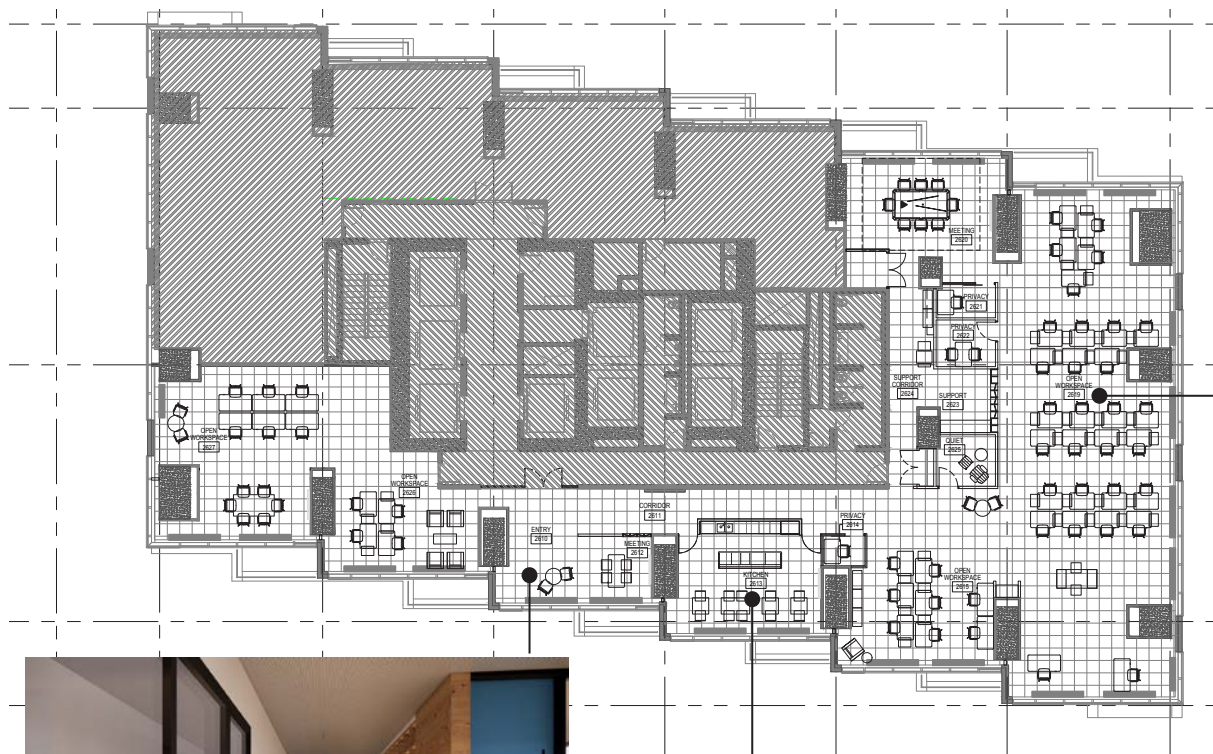 MEETING
2620
PRIVACY
2621
PRIVACY
2622
OPEN
WORKSPACE
2619
SUPPORT
CORRIDOR
2624
SUPPORT
2623
QUIET
2625
OPEN
WORKSPACE
2627
OPEN
WORKSPACE
2626
CORRIDOR
2611
ENTRY
2610
MEETING
2612
PRIVACY
2614
KITCHEN
2613
OPEN
WORKSPACE
2615